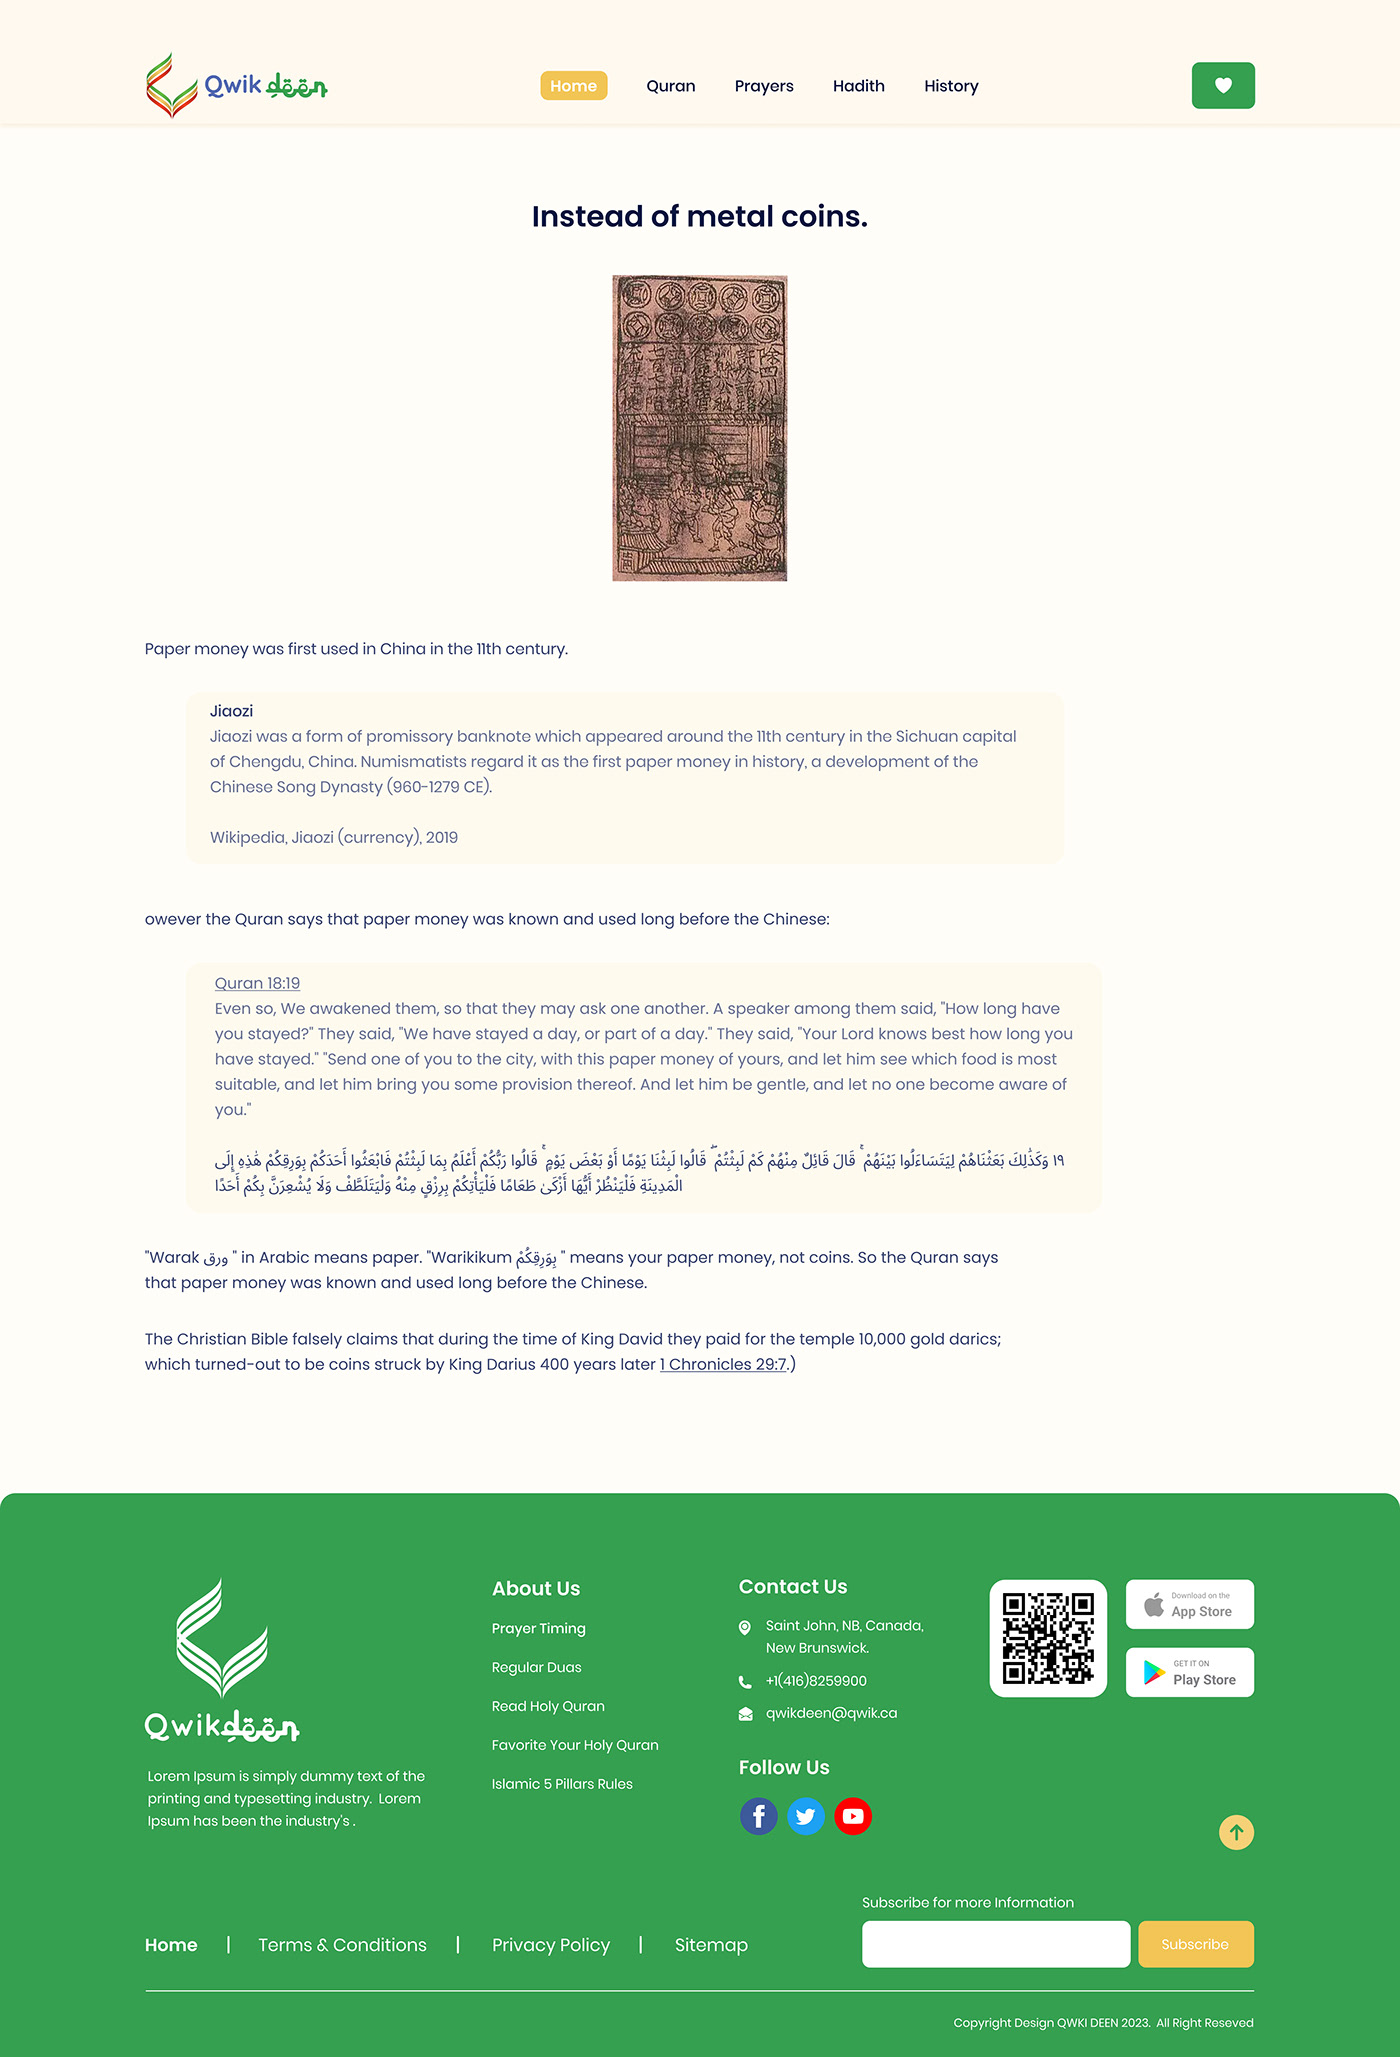 Qwik deen
Home
Quran
Prayers
Hadith
History
Instead of metal coins.
Paper money was first used in China in the 11th century.
Jiaozi
Jiaozi was a form of promissory banknote which appeared around the 11th century in the Sichuan capital
of Chengdu, China. Numismatists regard it as the first paper money in history, a development of the
Chinese Song Dynasty (960-1279 CE).
Wikipedia, Jiaozi (currency), 2019
owever the Quran says that paper money was known and used long before the Chinese:
Quran 18:19
Even so, We awakened them, so that they may ask one another. A speaker among them said, "How long have
you stayed?" They said, "We have stayed a day, or part of a day." They said, "Your Lord knows best how long you
have stayed." "Send one of you to the city, with this paper money of yours, and let him see which food is most
suitable, and let him bring you some provision thereof. And let him be gentle, and let no one become aware of
you."
١٩ وَكَذَٰلِكَ بَعَثْنَاهُمْ لِيَتَسَاءَلُوا بَيْنَهُمْ ۚ قَالَ قَائِلٌ مِنْهُمْ كَمْ لَبِثْتُمْ ۖ قَالُوا لَبِثْنَا يَوْمًا أَوْ بَعْضَ يَوْمٍ ۚ قَالُوا رَبُّكُمْ أَعْلَمُ بِمَا لَبِثْتُمْ فَابْعَثُوا أَحَدَكُمْ بِوَرِقِكُمْ هَٰذِهِ إِلَى
الْمَدِينَةِ فَلْيَنْظُرْ أَيُّهَا أَزْكَىٰ طَعَامًا فَلْيَأْتِكُمْ بِرِزْقٍ مِنْهُ وَلْيَتَلَطَّفْ وَلَا يُشْعِرَنَّ بِكُمْ أَحَدًا
"Warak ورق " in Arabic means paper. "Warikikum بِوَرِقِكُمْ " means your paper money, not coins. So the Quran says
that paper money was known and used long before the Chinese.
The Christian Bible falsely claims that during the time of King David they paid for the temple 10,000 gold darics;
which turned-out to be coins struck by King Darius 400 years later 1 Chronicles 29:7.)
Qwikdeen
Lorem Ipsum is simply dummy text of the
printing and typesetting industry. Lorem
Ipsum has been the industry's .
About Us
Prayer Timing
Regular Duas
Read Holy Quran
Favorite Your Holy Quran
Islamic 5 Pillars Rules
Contact Us
Saint John, NB, Canada,
New Brunswick.
+1(416)8259900
qwikdeen@qwik.ca
Follow Us
Download on the
App Store
GET IT ON
Play Store
Subscribe for more Information
Subscribe
Home | Terms & Conditions | Privacy Policy | Sitemap
Copyright Design QWKI DEEN 2023. All Right Reseved